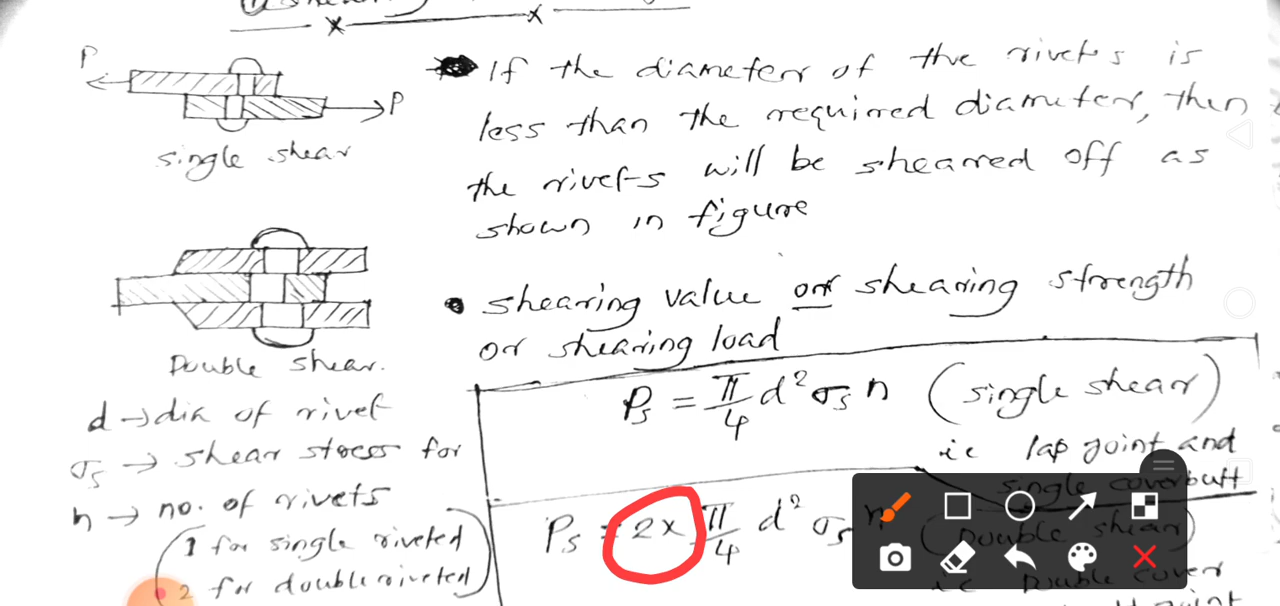 P
P
single shear
If the diameter of the rivets is
less than the required diameter, then
the rivets will be sheared off as
shown in figure
Double shear.
shearing value or shearing strength
or shearing load
d → dia of rivet
σs → shear stress for
n → no. of rivets
(1 for single riveted
2 for double riveted)
Ps = π/4 d² σs n (single shear)
ie lap joint and
single cover butt
Ps = 2 × π/4 d² σs n
(Double shear)
ie Double cover